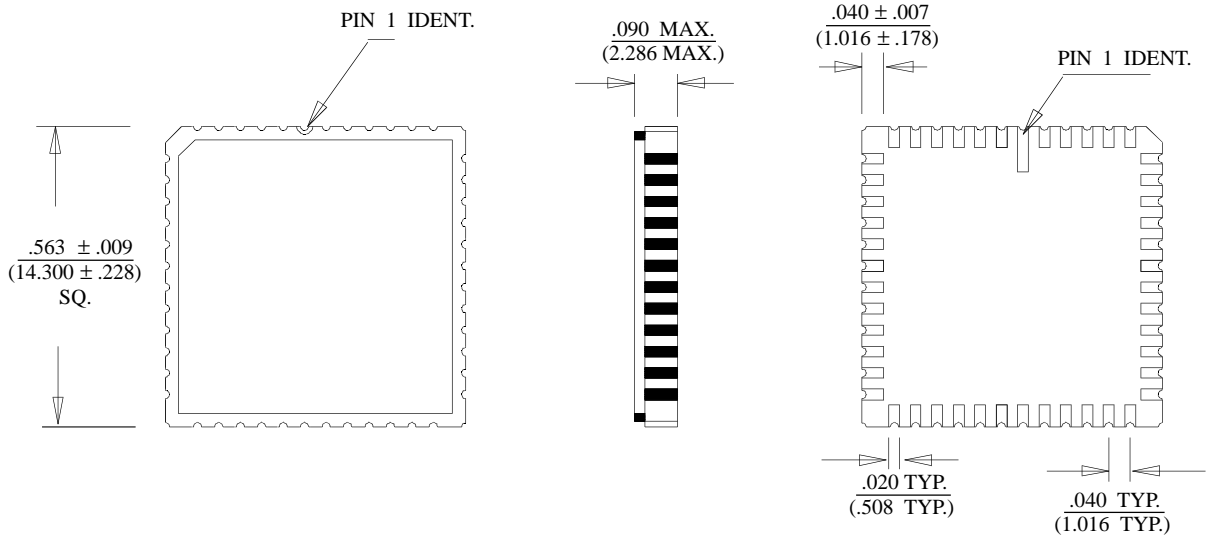 PIN 1 IDENT.
.090 MAX.
(2.286 MAX.)
.040 ± .007
(1.016 ± .178)
PIN 1 IDENT.
.563 ± .009
(14.300 ± .228)
SQ.
.020 TYP.
(.508 TYP.)
.040 TYP.
(1.016 TYP.)